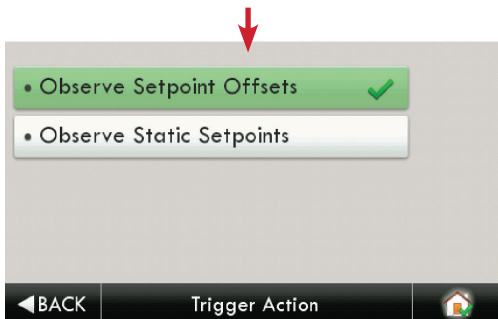 • Observe Setpoint Offsets
• Observe Static Setpoints
BACK Trigger Action